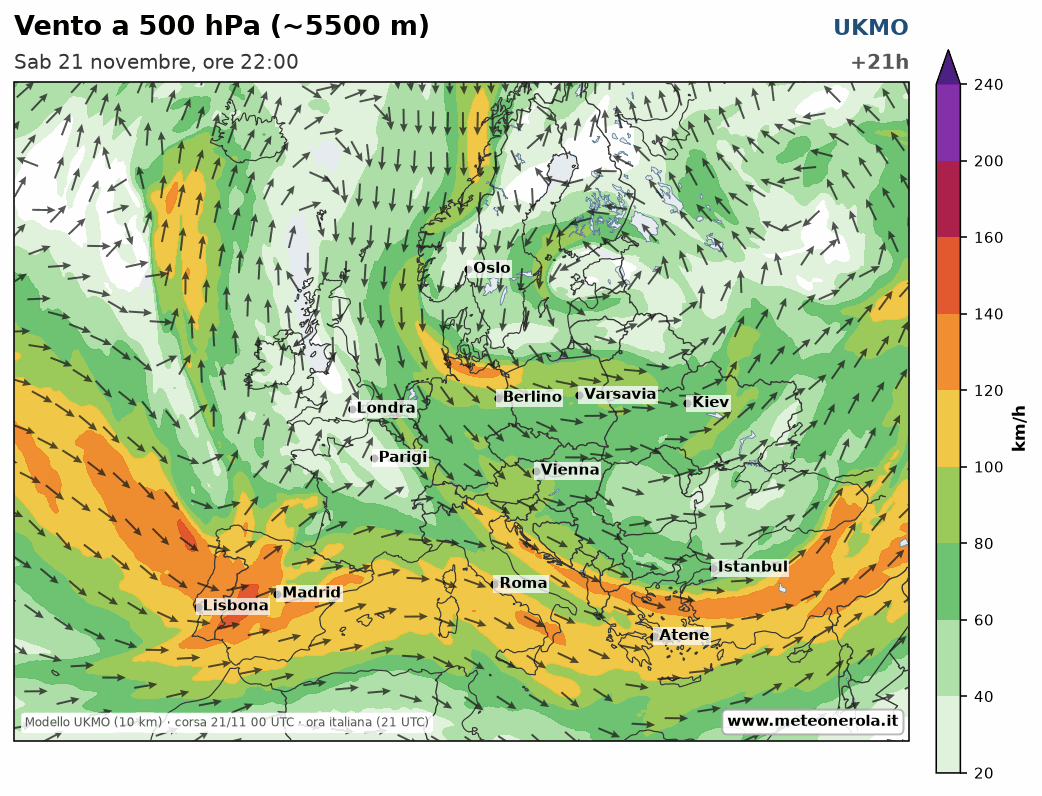 Vento a 500 hPa (~5500 m)
UKMO
Sab 21 novembre, ore 22:00
+21h
240
200
160
140
120
100
80
60
40
20
km/h
Oslo
Berlino
Varsavia
Kiev
Londra
Parigi
Vienna
Istanbul
Roma
Madrid
Lisbona
Atene
Modello UKMO (10 km) · corsa 21/11 00 UTC · ora italiana (21 UTC)
www.meteonerola.it